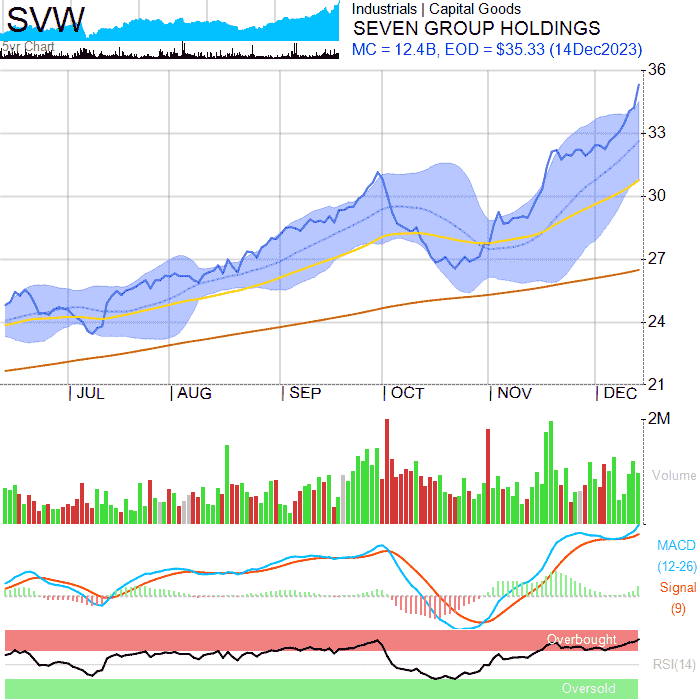 SVW
5yr Chart
Industrials | Capital Goods
SEVEN GROUP HOLDINGS
MC = 12.4B, EOD = $35.33 (14Dec2023)
36
33
30
27
24
21
JUL AUG SEP OCT NOV DEC
2M
Volume
MACD
(12-26)
Signal
(9)
Overbought
RSI(14)
Oversold